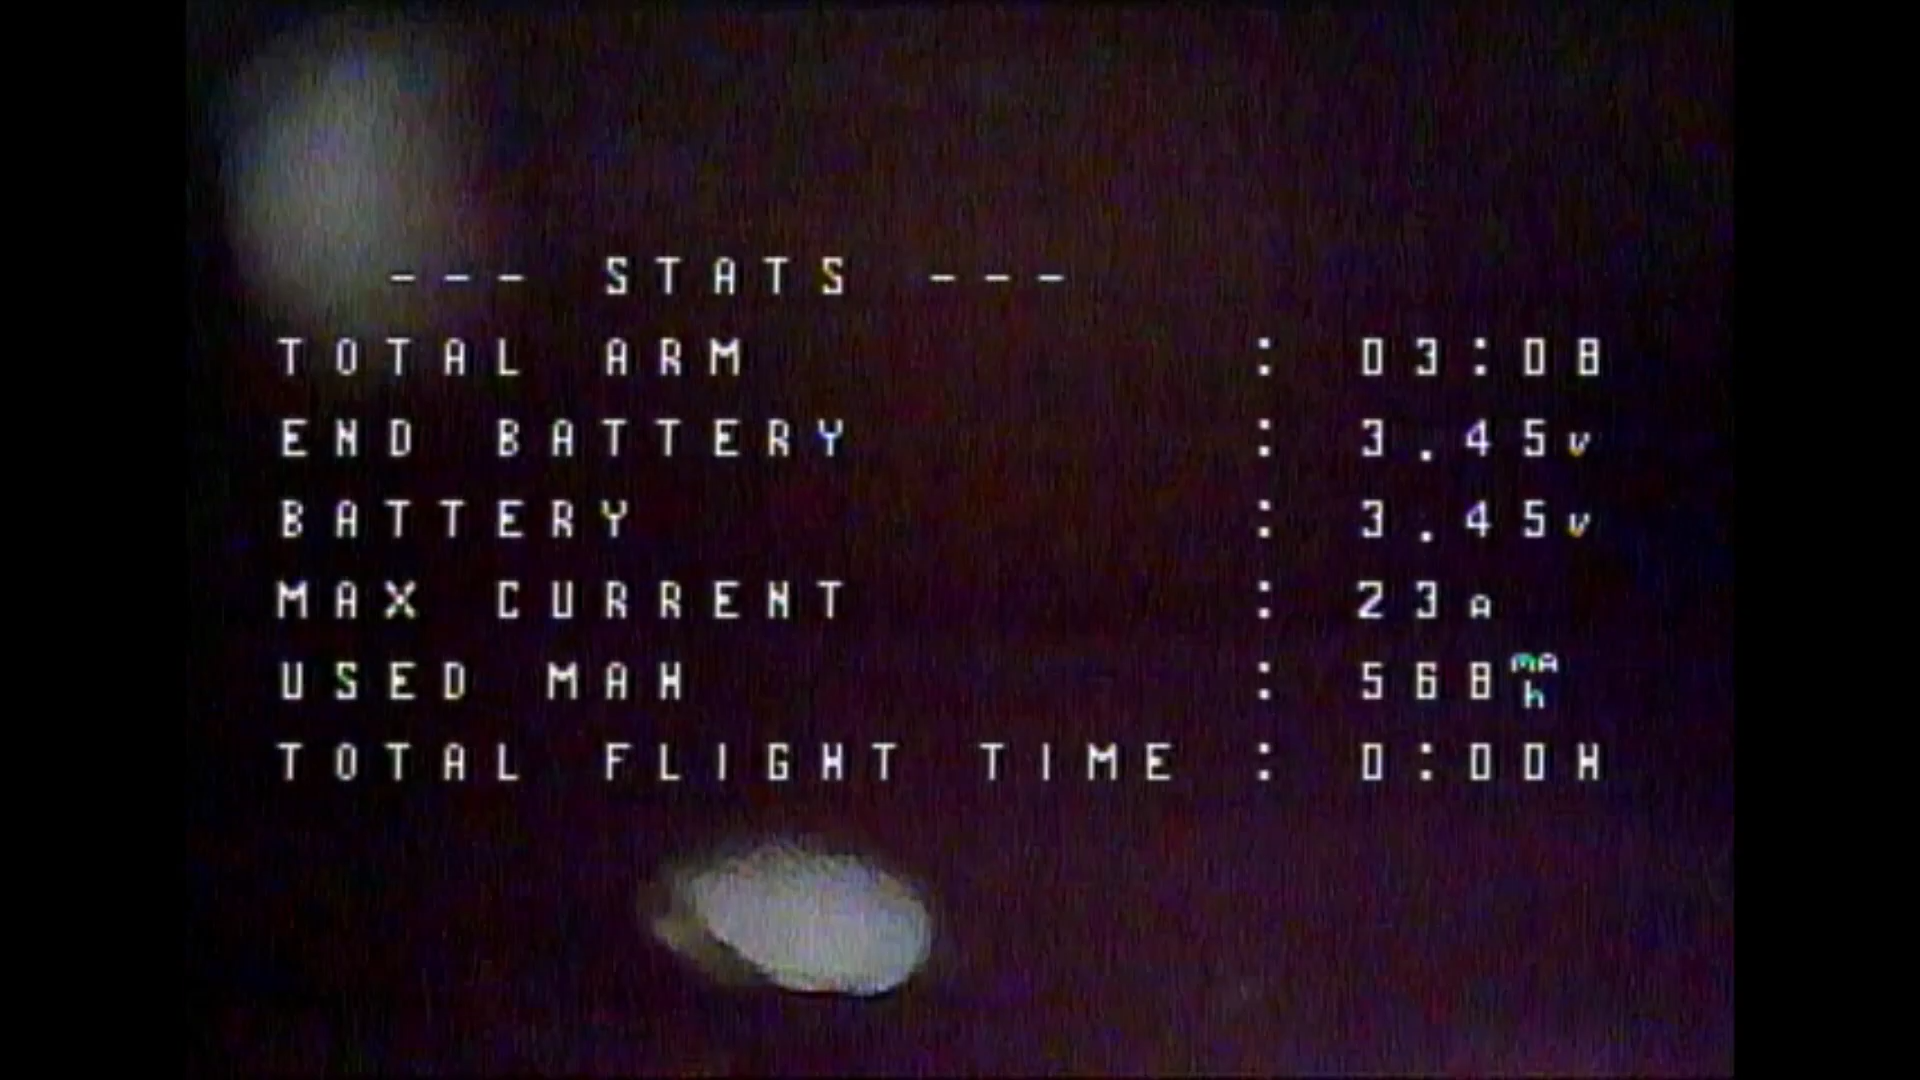 --- STATS ---
TOTAL ARM : 03:08
END BATTERY : 3.45V
BATTERY : 3.45V
MAX CURRENT : 23A
USED MAH : 568mAh
TOTAL FLIGHT TIME : 0:00H